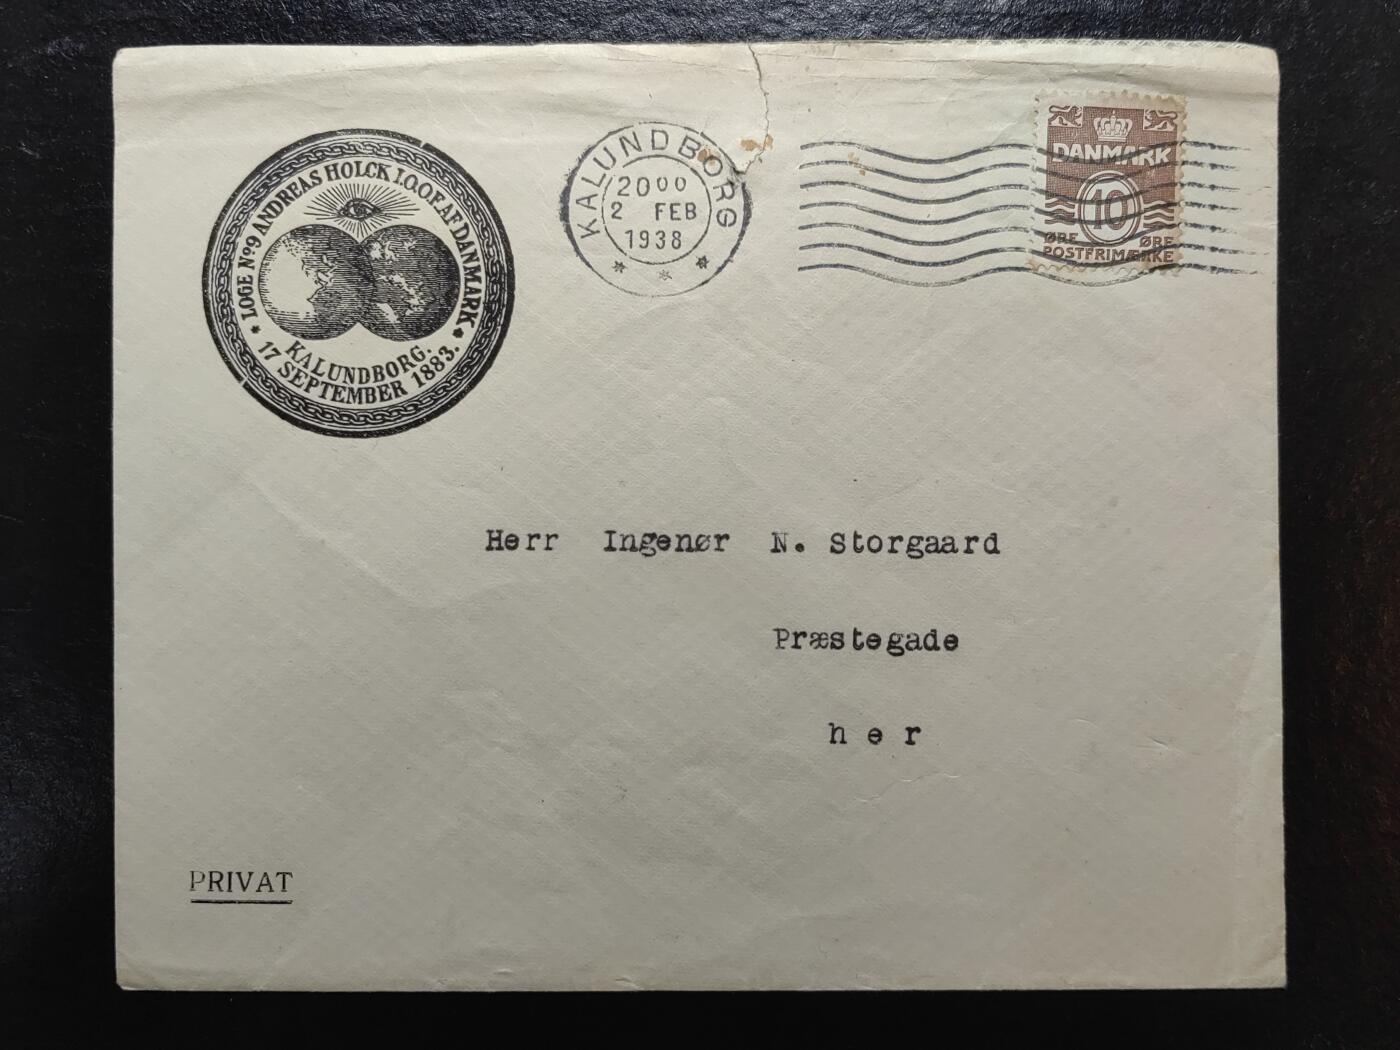 LOGE No 9 ANDREAS HOLCK I.O.O.F. AF DANMARK
KALUNDBORG.
17 SEPTEMBER 1883.
KALUNDBORG
20 00
2 FEB
1938
DANMARK
10
ØRE ØRE
POSTFRIMÆRKE
Herr Ingenør N. Storgaard
Præstegade
her
PRIVAT